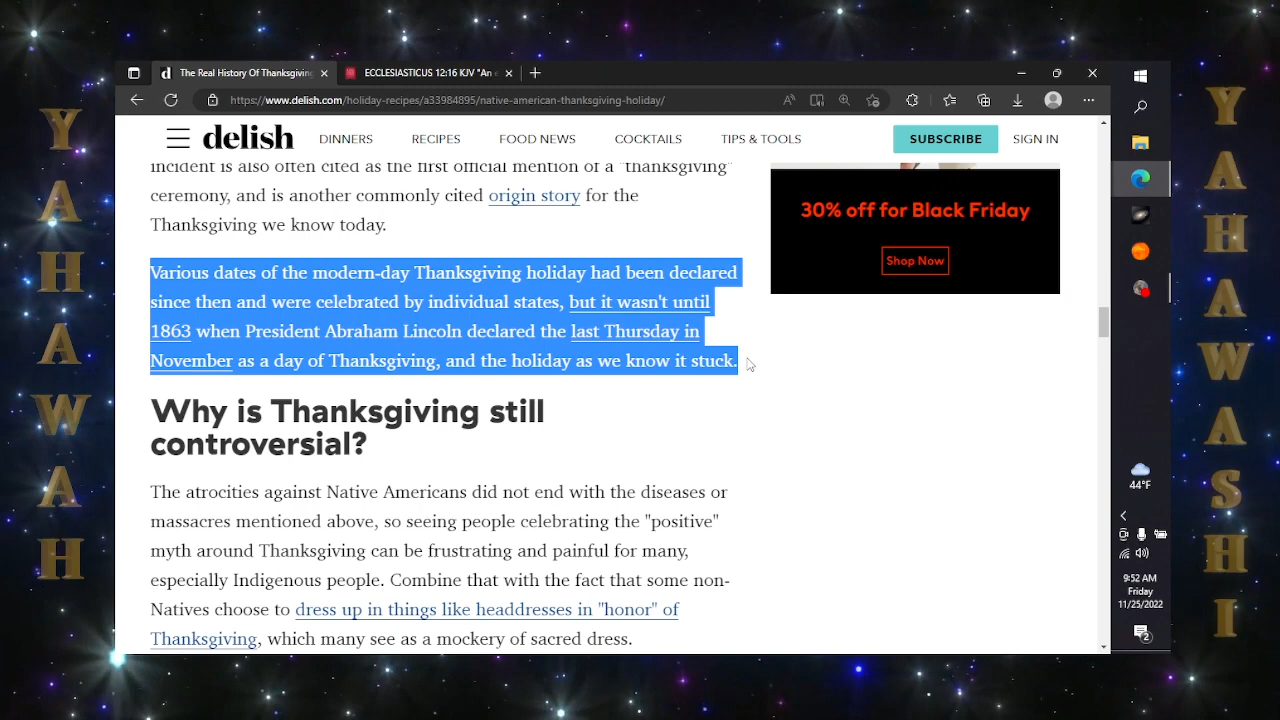 YAHAWAH
The Real History Of Thanksgiving
ECCLESIASTICUS 12:16 KJV "An e
https://www.delish.com/holiday-recipes/a33984895/native-american-thanksgiving-holiday/
delish
DINNERS
RECIPES
FOOD NEWS
COCKTAILS
TIPS & TOOLS
SUBSCRIBE
SIGN IN
incident is also often cited as the first official mention of a "thanksgiving"
ceremony, and is another commonly cited origin story for the
Thanksgiving we know today.
Various dates of the modern-day Thanksgiving holiday had been declared
since then and were celebrated by individual states, but it wasn't until
1863 when President Abraham Lincoln declared the last Thursday in
November as a day of Thanksgiving, and the holiday as we know it stuck.
Why is Thanksgiving still
controversial?
The atrocities against Native Americans did not end with the diseases or
massacres mentioned above, so seeing people celebrating the "positive"
myth around Thanksgiving can be frustrating and painful for many,
especially Indigenous people. Combine that with the fact that some non-
Natives choose to dress up in things like headdresses in "honor" of
Thanksgiving, which many see as a mockery of sacred dress.
30% off for Black Friday
Shop Now
44°F
9:52 AM
Friday
11/25/2022
2
YAHAWASHI